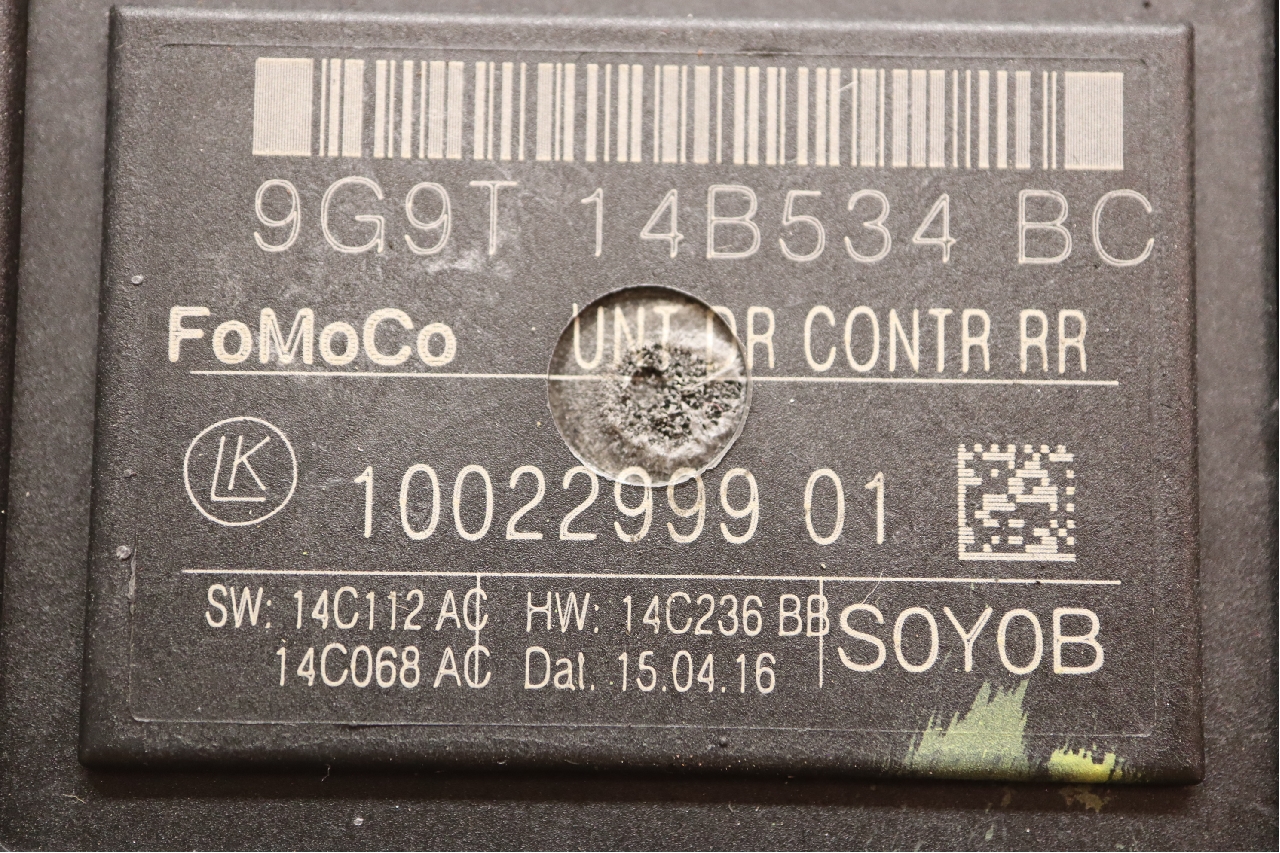 9G9T 14B534 BC
FoMoCo UNT DR CONTR RR
LK 10022999 01
SW: 14C112 AC HW: 14C236 BB SOYOB
14C068 AC Dat. 15.04.16